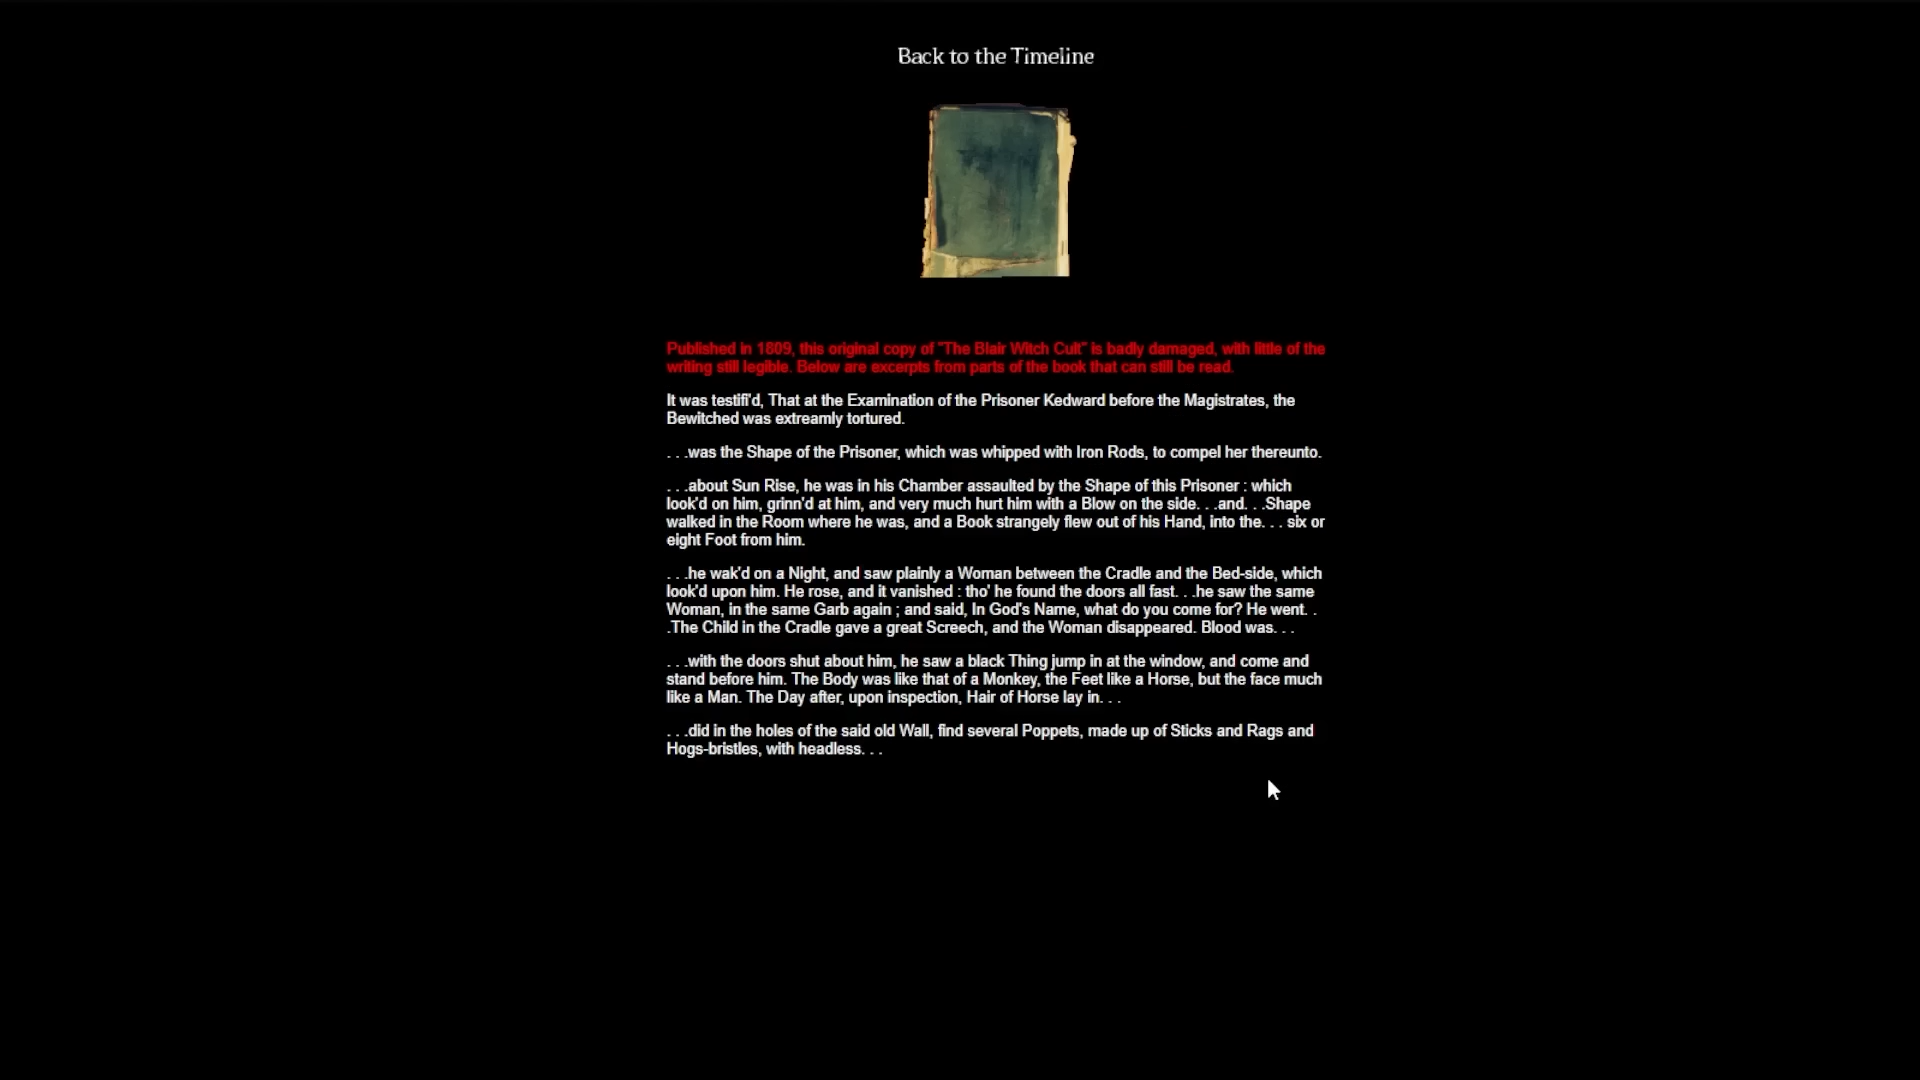 Back to the Timeline
Published in 1809, this original copy of "The Blair Witch Cult" is badly damaged, with little of the
writing still legible. Below are excerpts from parts of the book that can still be read.
It was testifi'd, That at the Examination of the Prisoner Kedward before the Magistrates, the
Bewitched was extreamly tortured.
. . .was the Shape of the Prisoner, which was whipped with Iron Rods, to compel her thereunto.
. . .about Sun Rise, he was in his Chamber assaulted by the Shape of this Prisoner : which
look'd on him, grinn'd at him, and very much hurt him with a Blow on the side. . .and. . .Shape
walked in the Room where he was, and a Book strangely flew out of his Hand, into the. . . six or
eight Foot from him.
. . .he wak'd on a Night, and saw plainly a Woman between the Cradle and the Bed-side, which
look'd upon him. He rose, and it vanished : tho' he found the doors all fast. . .he saw the same
Woman, in the same Garb again ; and said, In God's Name, what do you come for? He went. .
.The Child in the Cradle gave a great Screech, and the Woman disappeared. Blood was. . .
. . .with the doors shut about him, he saw a black Thing jump in at the window, and come and
stand before him. The Body was like that of a Monkey, the Feet like a Horse, but the face much
like a Man. The Day after, upon inspection, Hair of Horse lay in. . .
. . .did in the holes of the said old Wall, find several Poppets, made up of Sticks and Rags and
Hogs-bristles, with headless. . .